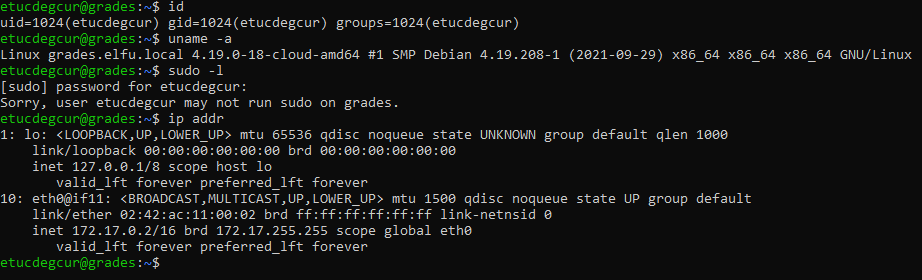 etucdegcur@grades:~$ id
uid=1024(etucdegcur) gid=1024(etucdegcur) groups=1024(etucdegcur)
etucdegcur@grades:~$ uname -a
Linux grades.elfu.local 4.19.0-18-cloud-amd64 #1 SMP Debian 4.19.208-1 (2021-09-29) x86_64 x86_64 x86_64 GNU/Linux
etucdegcur@grades:~$ sudo -l
[sudo] password for etucdegcur:
Sorry, user etucdegcur may not run sudo on grades.
etucdegcur@grades:~$ ip addr
1: lo: <LOOPBACK,UP,LOWER_UP> mtu 65536 qdisc noqueue state UNKNOWN group default qlen 1000
    link/loopback 00:00:00:00:00:00 brd 00:00:00:00:00:00
    inet 127.0.0.1/8 scope host lo
       valid_lft forever preferred_lft forever
10: eth0@if11: <BROADCAST,MULTICAST,UP,LOWER_UP> mtu 1500 qdisc noqueue state UP group default
    link/ether 02:42:ac:11:00:02 brd ff:ff:ff:ff:ff:ff link-netnsid 0
    inet 172.17.0.2/16 brd 172.17.255.255 scope global eth0
       valid_lft forever preferred_lft forever
etucdegcur@grades:~$